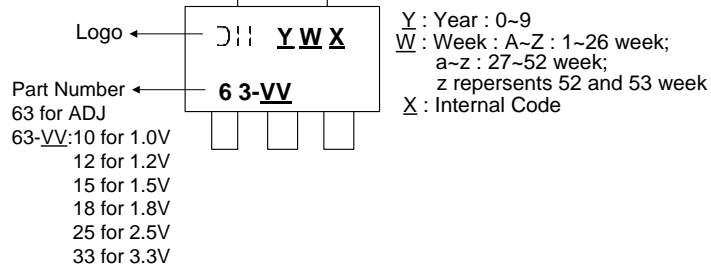 Logo
Y W X
6 3-VV
Part Number
63 for ADJ
63-VV:10 for 1.0V
12 for 1.2V
15 for 1.5V
18 for 1.8V
25 for 2.5V
33 for 3.3V
Y : Year : 0~9
W : Week : A~Z : 1~26 week;
a~z : 27~52 week;
z repersents 52 and 53 week
X : Internal Code